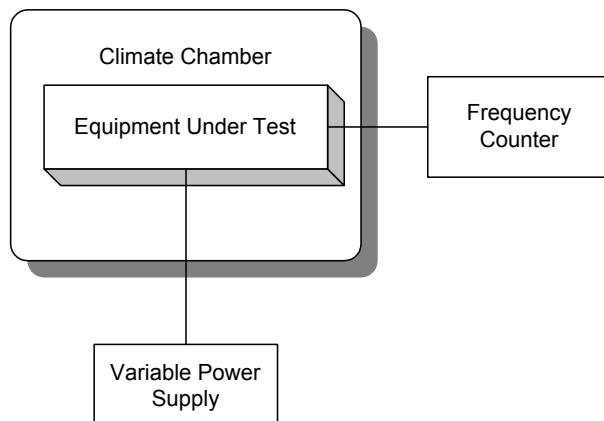 Climate Chamber
Equipment Under Test
Frequency
Counter
Variable Power
Supply